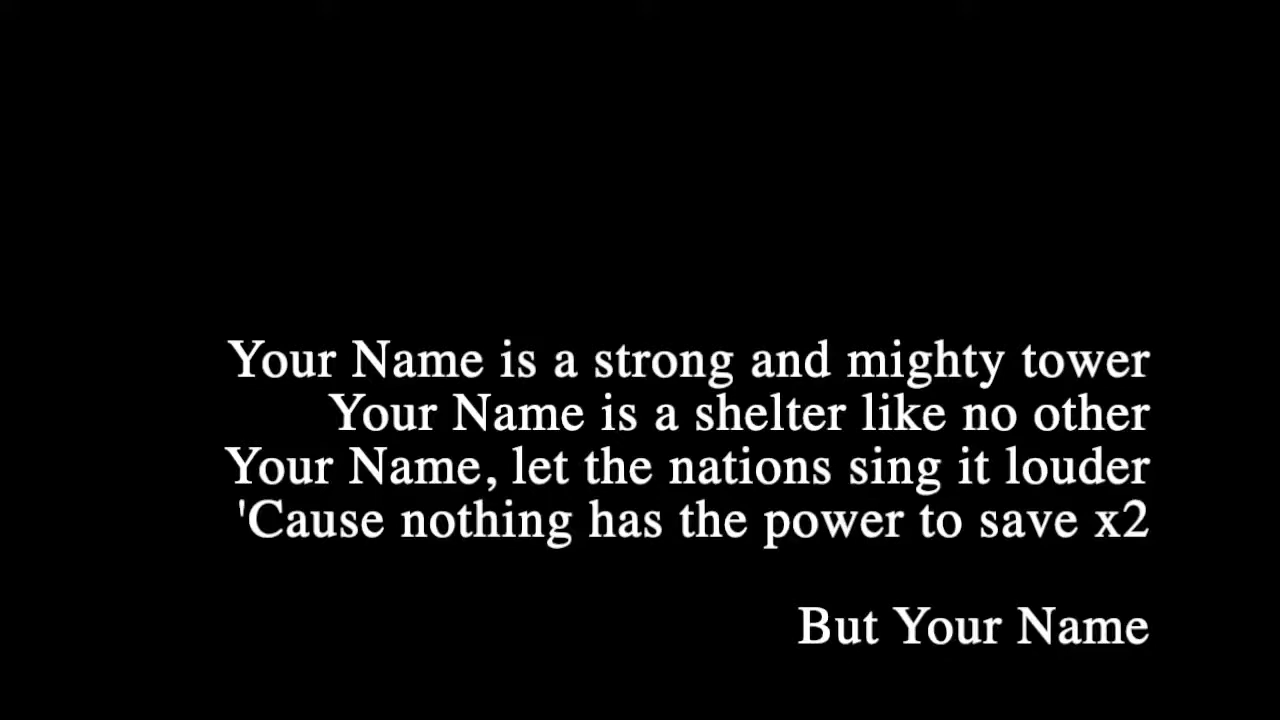 Your Name is a strong and mighty tower
Your Name is a shelter like no other
Your Name, let the nations sing it louder
'Cause nothing has the power to save x2
But Your Name